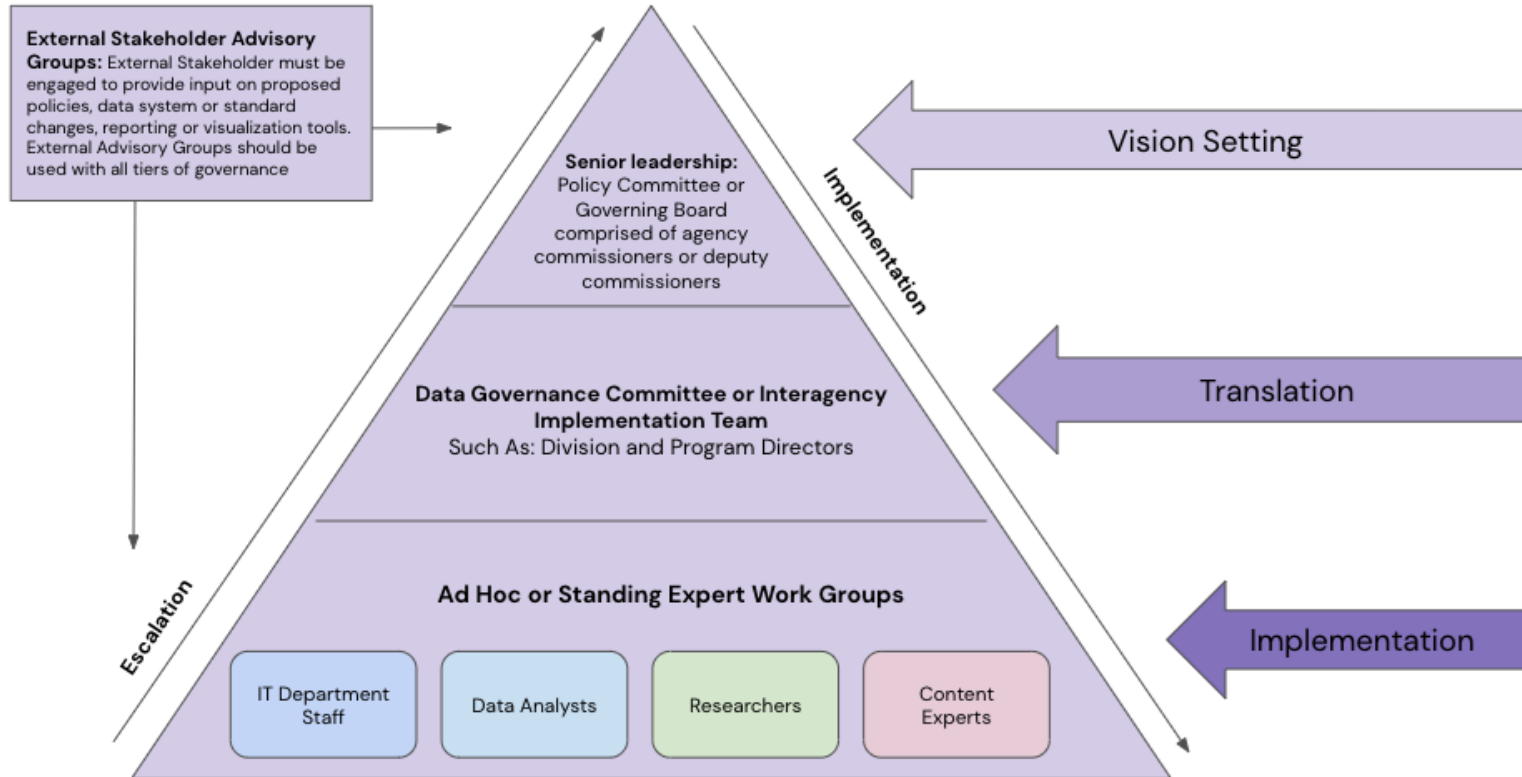 External Stakeholder Advisory
Groups: External Stakeholder must be
engaged to provide input on proposed
policies, data system or standard
changes, reporting or visualization tools.
External Advisory Groups should be
used with all tiers of governance
Senior leadership:
Policy Committee or
Governing Board
comprised of agency
commissioners or deputy
commissioners
Implementation
Vision Setting
Data Governance Committee or Interagency
Implementation Team
Such As: Division and Program Directors
Translation
Escalation
Ad Hoc or Standing Expert Work Groups
IT Department
Staff
Data Analysts
Researchers
Content
Experts
Implementation